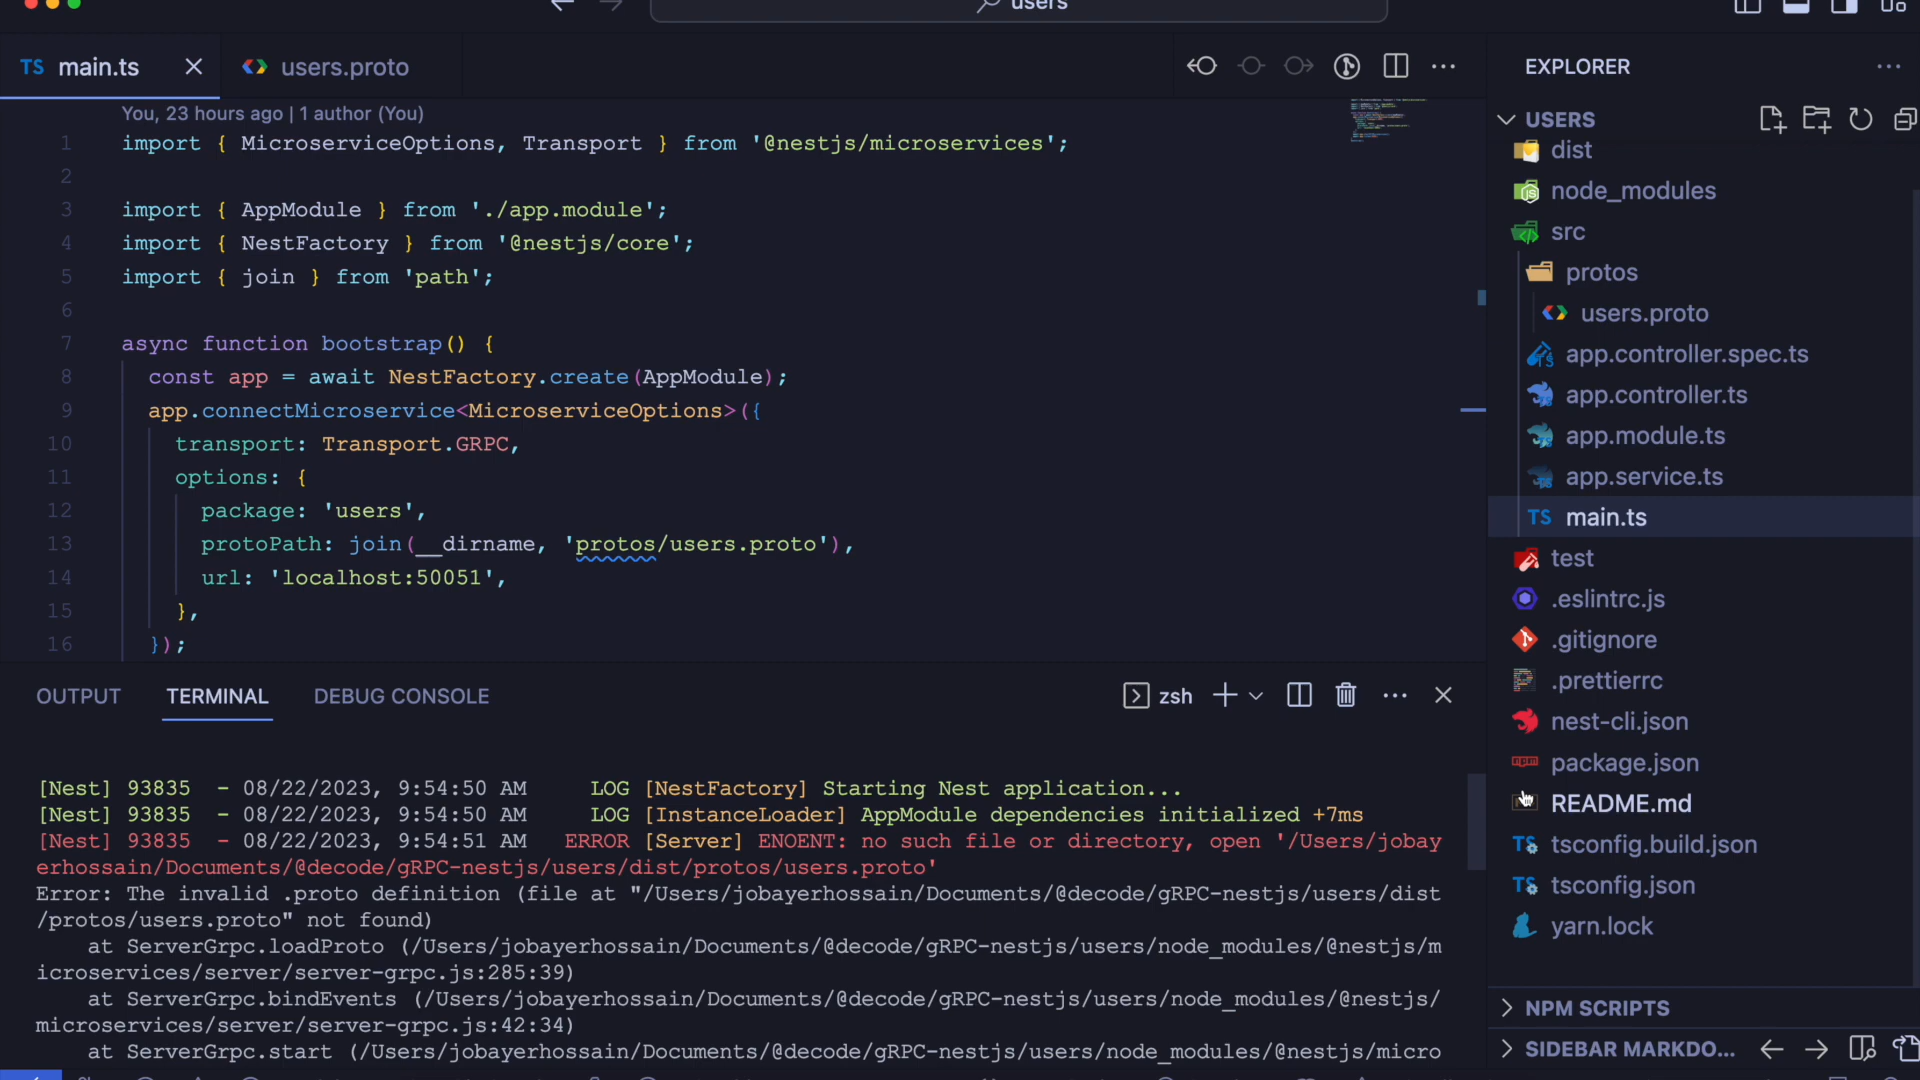 users
TS main.ts
users.proto
EXPLORER
You, 23 hours ago | 1 author (You)
1 import { MicroserviceOptions, Transport } from '@nestjs/microservices';
2
3 import { AppModule } from './app.module';
4 import { NestFactory } from '@nestjs/core';
5 import { join } from 'path';
6
7 async function bootstrap() {
8 const app = await NestFactory.create(AppModule);
9 app.connectMicroservice<MicroserviceOptions>({
10 transport: Transport.GRPC,
11 options: {
12 package: 'users',
13 protoPath: join(__dirname, 'protos/users.proto'),
14 url: 'localhost:50051',
15 },
16 });
USERS
dist
node_modules
src
protos
users.proto
app.controller.spec.ts
app.controller.ts
app.module.ts
app.service.ts
TS main.ts
test
.eslintrc.js
.gitignore
.prettierrc
nest-cli.json
package.json
README.md
tsconfig.build.json
tsconfig.json
yarn.lock
NPM SCRIPTS
SIDEBAR MARKDO...
OUTPUT TERMINAL DEBUG CONSOLE
zsh
[Nest] 93835 - 08/22/2023, 9:54:50 AM LOG [NestFactory] Starting Nest application...
[Nest] 93835 - 08/22/2023, 9:54:50 AM LOG [InstanceLoader] AppModule dependencies initialized +7ms
[Nest] 93835 - 08/22/2023, 9:54:51 AM ERROR [Server] ENOENT: no such file or directory, open '/Users/jobay
erhossain/Documents/@decode/gRPC-nestjs/users/dist/protos/users.proto'
Error: The invalid .proto definition (file at "/Users/jobayerhossain/Documents/@decode/gRPC-nestjs/users/dist
/protos/users.proto" not found)
at ServerGrpc.loadProto (/Users/jobayerhossain/Documents/@decode/gRPC-nestjs/users/node_modules/@nestjs/m
icroservices/server/server-grpc.js:285:39)
at ServerGrpc.bindEvents (/Users/jobayerhossain/Documents/@decode/gRPC-nestjs/users/node_modules/@nestjs/
microservices/server/server-grpc.js:42:34)
at ServerGrpc.start (/Users/jobayerhossain/Documents/@decode/gRPC-nestjs/users/node_modules/@nestjs/micro